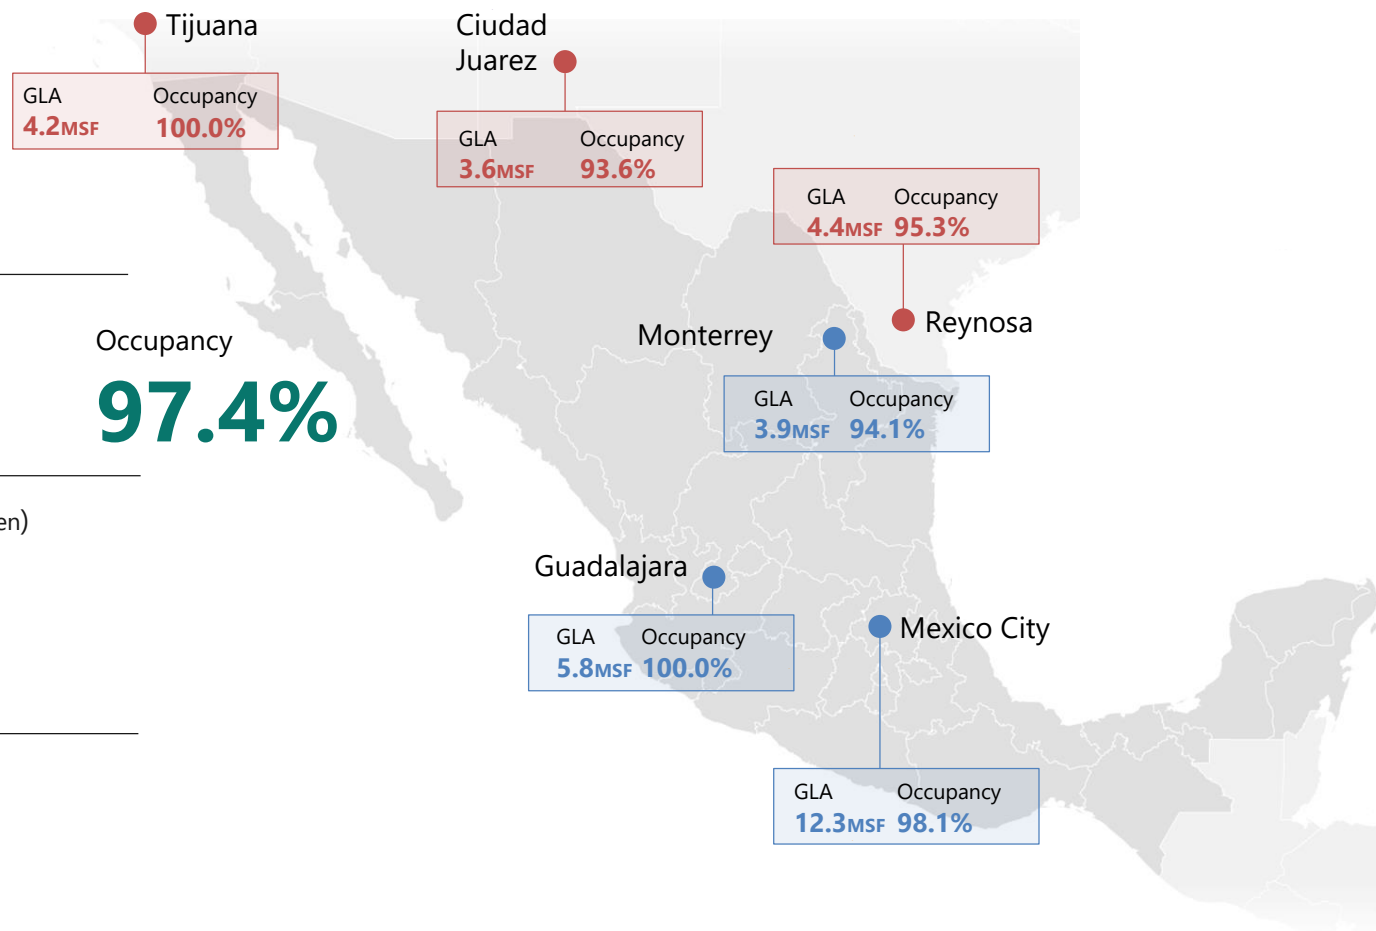 Tijuana
GLA Occupancy
4.2MSF 100.0%
Ciudad
Juarez
GLA Occupancy
3.6MSF 93.6%
GLA Occupancy
4.4MSF 95.3%
Reynosa
Occupancy
97.4%
Monterrey
GLA Occupancy
3.9MSF 94.1%
en)
Guadalajara
GLA Occupancy
5.8MSF 100.0%
Mexico City
GLA Occupancy
12.3MSF 98.1%